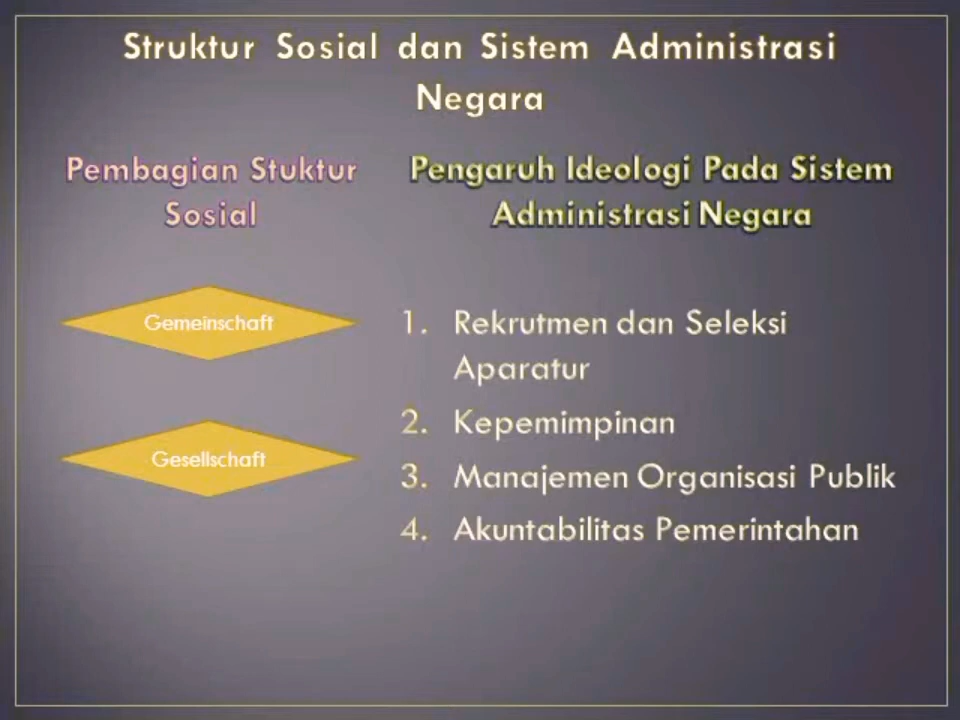 Struktur Sosial dan Sistem Administrasi
Negara
Pembagian Stuktur
Sosial
Gemeinschaft
Gesellschaft
Pengaruh Ideologi Pada Sistem
Administrasi Negara
1. Rekrutmen dan Seleksi
Aparatur
2. Kepemimpinan
3. Manajemen Organisasi Publik
4. Akuntabilitas Pemerintahan